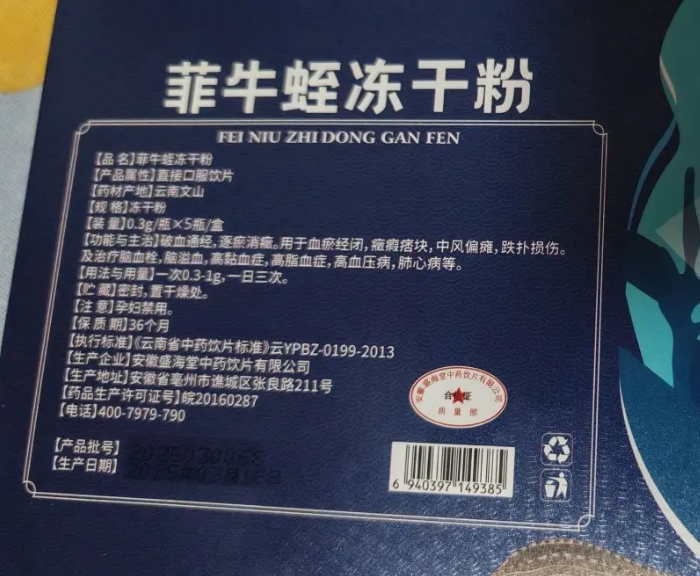 菲牛蛭冻干粉
FEI NIU ZHI DONG GAN FEN
【品 名】菲牛蛭冻干粉
【产品属性】直接口服饮片
【药材产地】云南文山
【规 格】冻干粉
【装 量】0.3g/瓶×5瓶/盒
【功能与主治】破血通经,逐瘀消癥。用于血瘀经闭,癥瘕痞块,中风偏瘫,跌扑损伤。
及治疗脑血栓,脑溢血,高黏血症,高脂血症,高血压病,肺心病等。
【用法与用量】一次0.3-1g,一日三次。
【贮 藏】密封,置干燥处。
【注 意】孕妇禁用。
【保 质 期】36个月
【执行标准】《云南省中药饮片标准》云YPBZ-0199-2013
【生产企业】安徽盛海堂中药饮片有限公司
【生产地址】安徽省亳州市谯城区张良路211号
【药品生产许可证号】皖20160287
【电话】400-7979-790
安徽盛海堂中药饮片有限公司
合格证
质 量 部
【产品批号】
【生产日期】
6 940397 149385